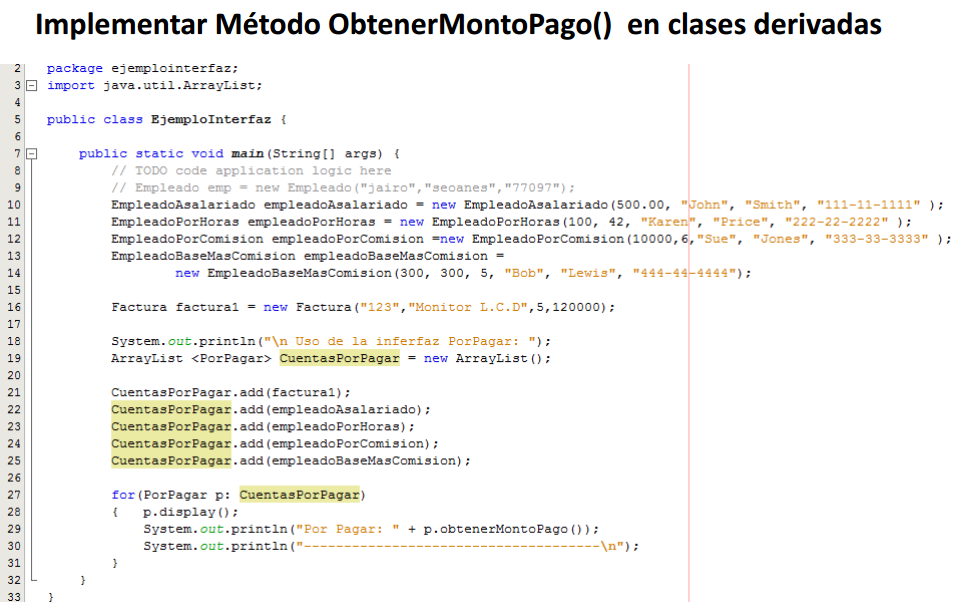 Implementar Método ObtenerMontoPago() en clases derivadas
2 package ejemplointerfaz;
3 import java.util.ArrayList;
4
5 public class EjemploInterfaz {
6
7 public static void main(String[] args) {
8 // TODO code application logic here
9 // Empleado emp = new Empleado("jairo","seoanes","77097");
10 EmpleadoAsalariado empleadoAsalariado = new EmpleadoAsalariado(500.00, "John", "Smith", "111-11-1111" );
11 EmpleadoPorHoras empleadoPorHoras = new EmpleadoPorHoras(100, 42, "Karen", "Price", "222-22-2222" );
12 EmpleadoPorComision empleadoPorComision =new EmpleadoPorComision(10000,6,"Sue", "Jones", "333-33-3333" );
13 EmpleadoBaseMasComision empleadoBaseMasComision =
14 new EmpleadoBaseMasComision(300, 300, 5, "Bob", "Lewis", "444-44-4444");
15
16 Factura factura1 = new Factura("123","Monitor L.C.D",5,120000);
17
18 System.out.println("\n Uso de la inferfaz PorPagar: ");
19 ArrayList <PorPagar> CuentasPorPagar = new ArrayList();
20
21 CuentasPorPagar.add(factura1);
22 CuentasPorPagar.add(empleadoAsalariado);
23 CuentasPorPagar.add(empleadoPorHoras);
24 CuentasPorPagar.add(empleadoPorComision);
25 CuentasPorPagar.add(empleadoBaseMasComision);
26
27 for(PorPagar p: CuentasPorPagar)
28 { p.display();
29 System.out.println("Por Pagar: " + p.obtenerMontoPago());
30 System.out.println("-------------------------------------\n");
31 }
32 }
33 }